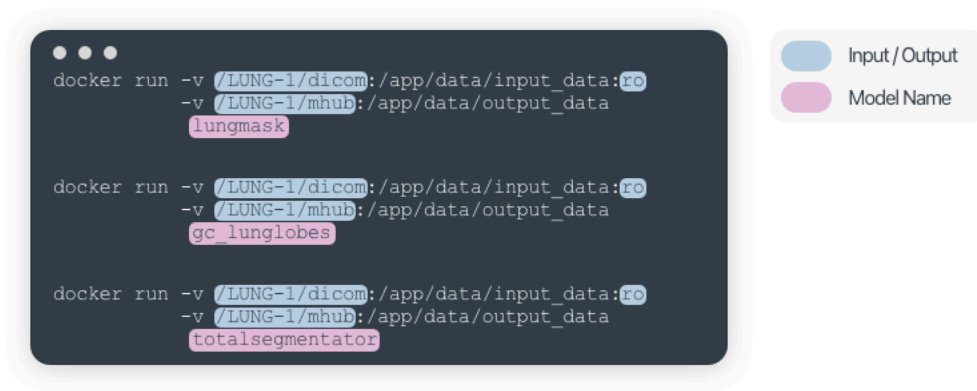 docker run -v /LUNG-1/dicom:/app/data/input_data:ro
-v /LUNG-1/mhub:/app/data/output_data
lungmask
docker run -v /LUNG-1/dicom:/app/data/input_data:ro
-v /LUNG-1/mhub:/app/data/output_data
gc_lunglobes
docker run -v /LUNG-1/dicom:/app/data/input_data:ro
-v /LUNG-1/mhub:/app/data/output_data
totalsegmentator
Input / Output
Model Name